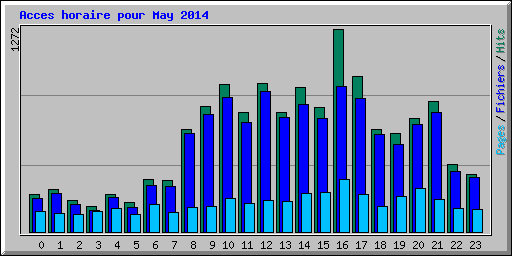 Acces horaire pour May 2014
1272
Pages / Fichiers / Hits
0 1 2 3 4 5 6 7 8 9 10 11 12 13 14 15 16 17 18 19 20 21 22 23